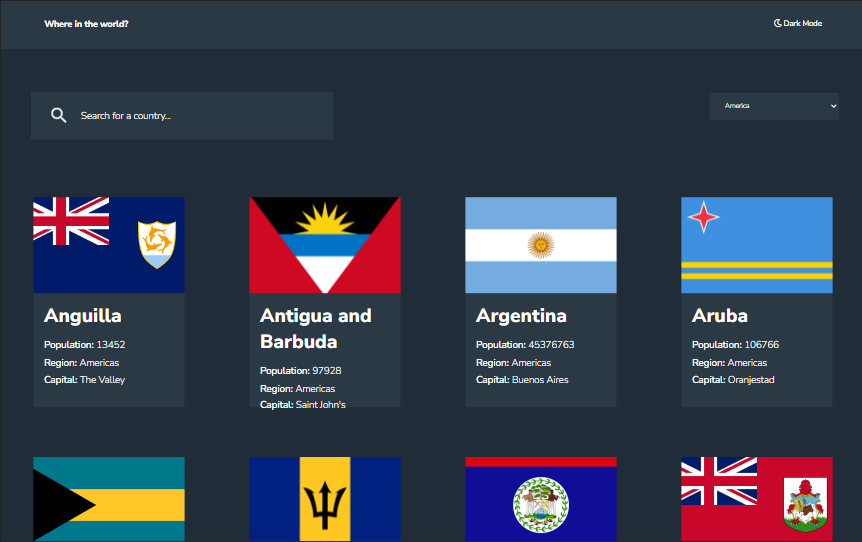 Where in the world?
Dark Mode
Search for a country...
America
Anguilla
Population: 13452
Region: Americas
Capital: The Valley
Antigua and
Barbuda
Population: 97928
Region: Americas
Capital: Saint John's
Argentina
Population: 45376763
Region: Americas
Capital: Buenos Aires
Aruba
Population: 106766
Region: Americas
Capital: Oranjestad